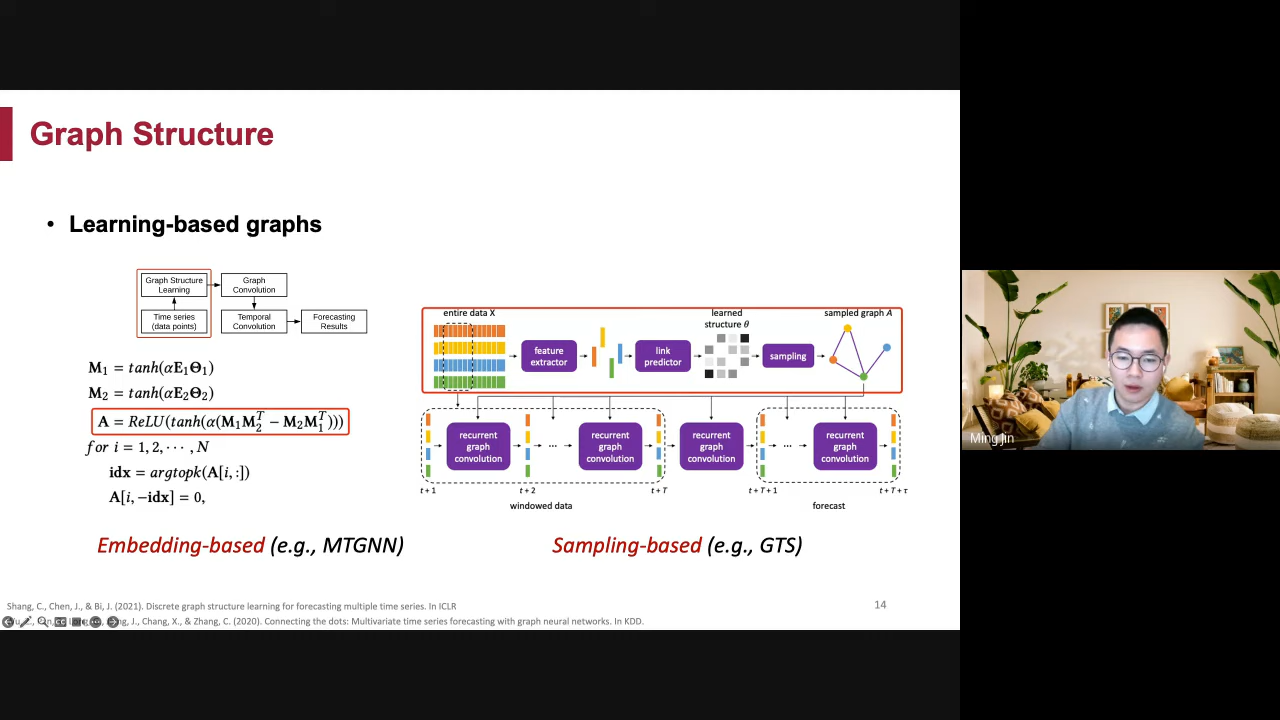 Graph Structure
• Learning-based graphs
Graph Structure
Learning
Graph
Convolution
Time series
(data points)
Temporal
Convolution
Forecasting
Results
M₁ = tanh(αE₁Θ₁)
M₂ = tanh(αE₂Θ₂)
A = ReLU(tanh(α(M₁M₂ᵀ − M₂M₁ᵀ)))
for i = 1,2,⋯,N
idx = argtopk(A[i,:])
A[i,−idx] = 0,
Embedding-based (e.g., MTGNN)
entire data X
feature
extractor
link
predictor
learned
structure θ
sampling
sampled graph A
recurrent
graph
convolution
...
recurrent
graph
convolution
recurrent
graph
convolution
...
recurrent
graph
convolution
t+1
t+2
t+T
t+T+1
t+T+τ
windowed data
forecast
Sampling-based (e.g., GTS)
Shang, C., Chen, J., & Bi, J. (2021). Discrete graph structure learning for forecasting multiple time series. In ICLR
J., Chang, X., & Zhang, C. (2020). Connecting the dots: Multivariate time series forecasting with graph neural networks. In KDD.
14
Ming Jin